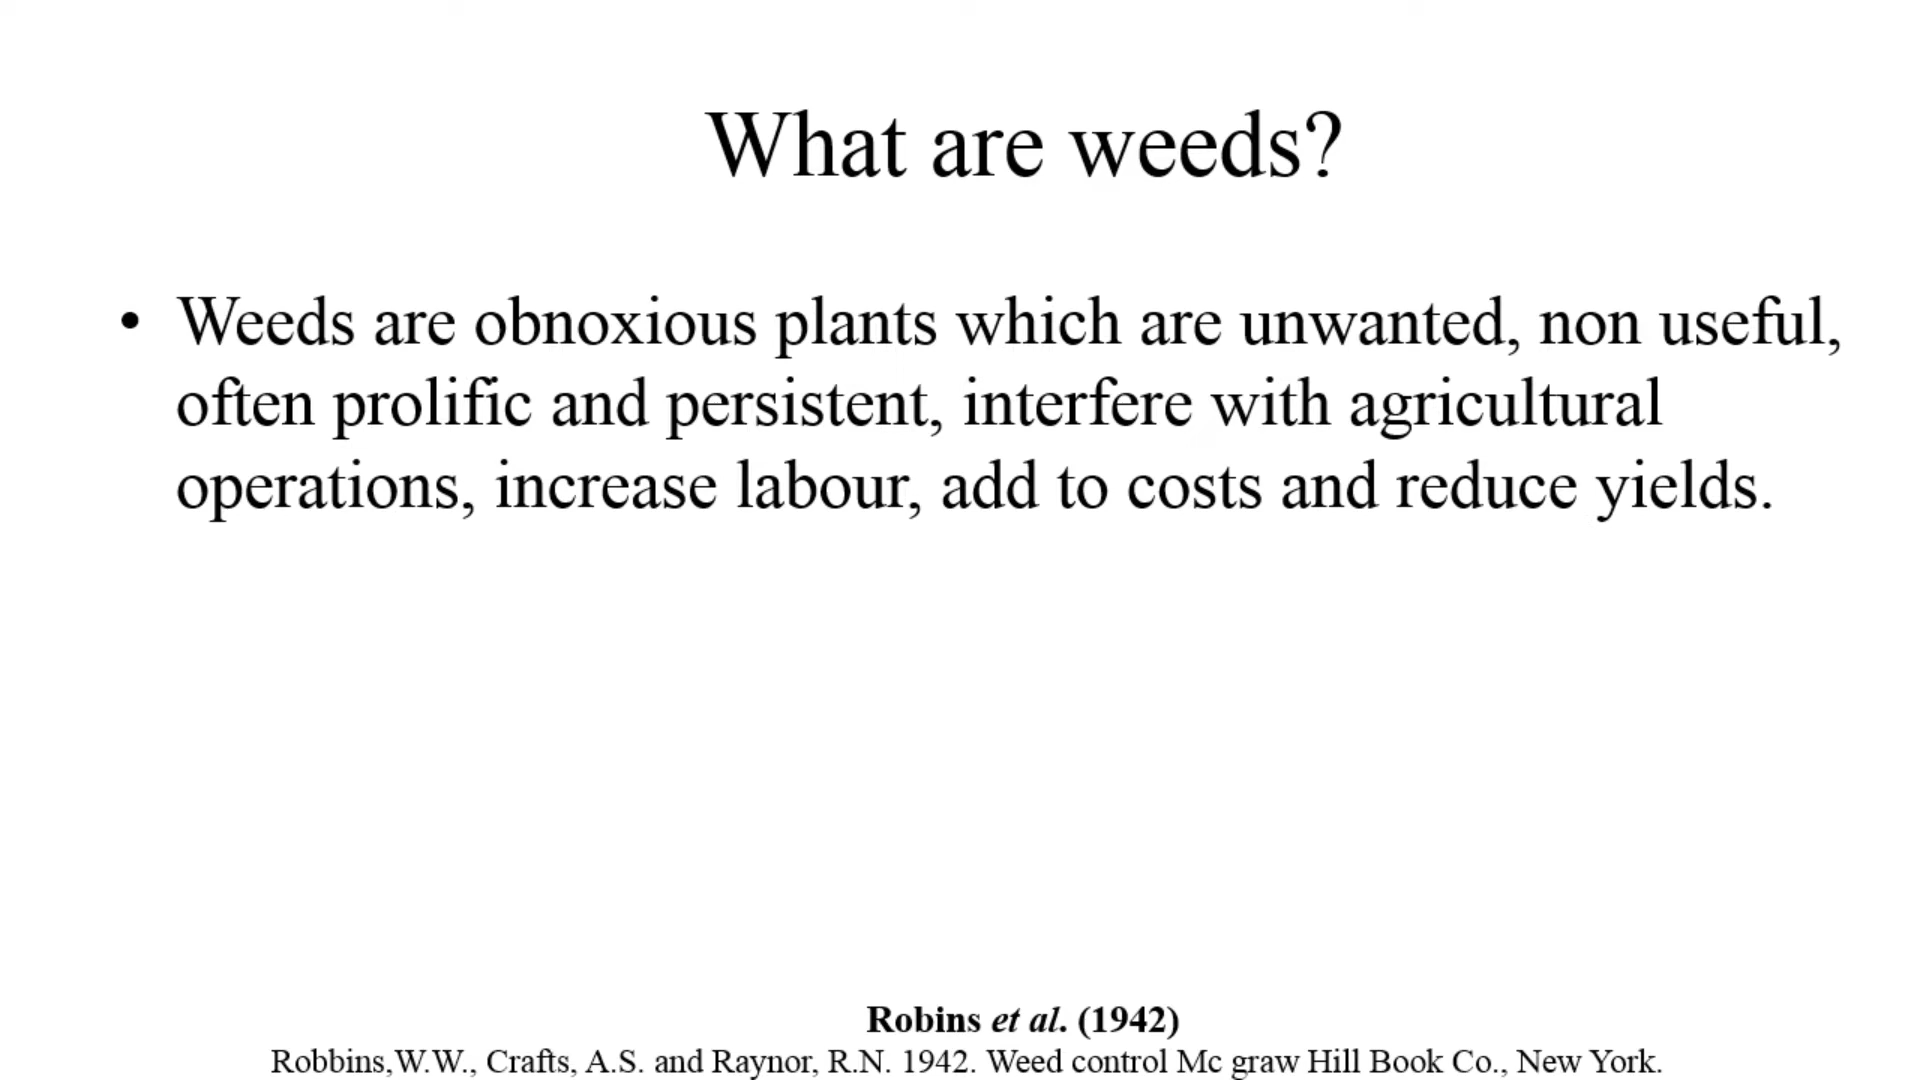 What are weeds?
• Weeds are obnoxious plants which are unwanted, non useful,
often prolific and persistent, interfere with agricultural
operations, increase labour, add to costs and reduce yields.
Robins et al. (1942)
Robbins,W.W., Crafts, A.S. and Raynor, R.N. 1942. Weed control Mc graw Hill Book Co., New York.